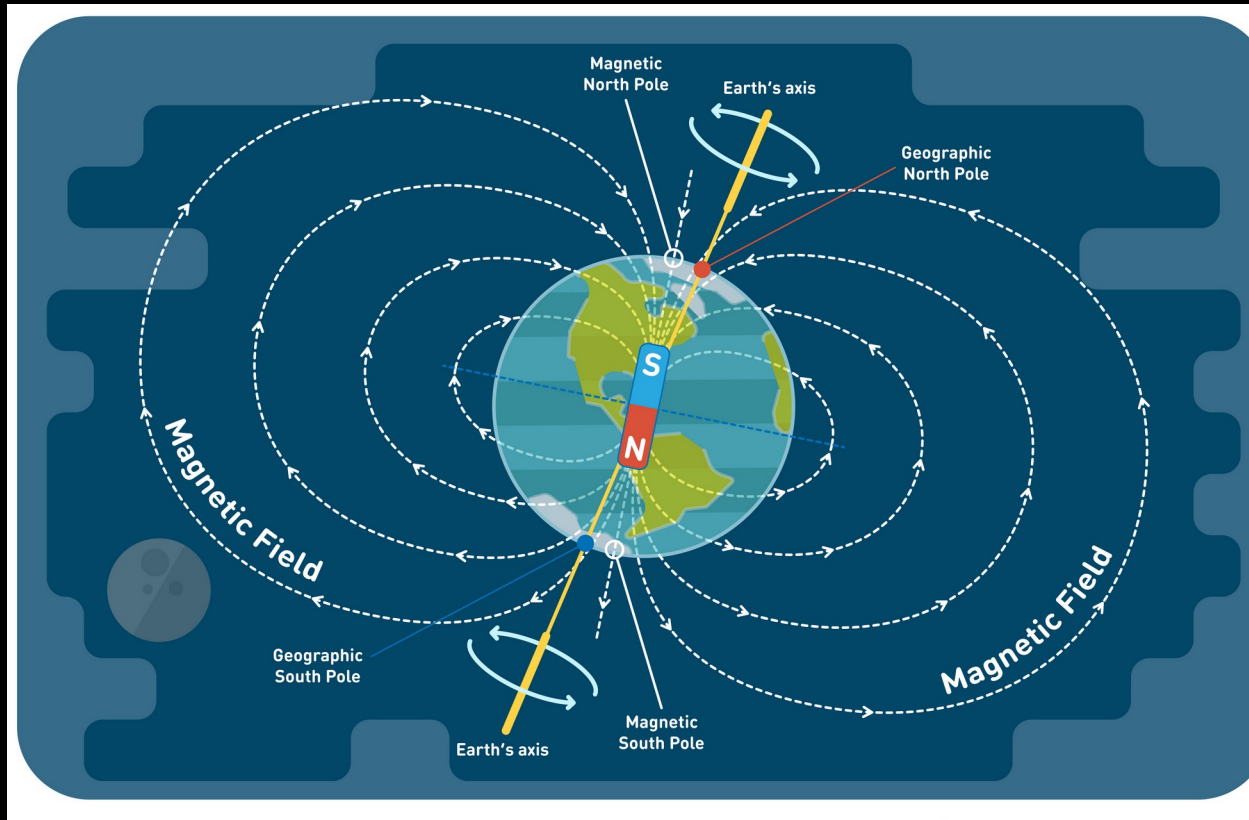 Magnetic
North Pole
Earth's axis
Geographic
North Pole
S
N
Magnetic Field
Magnetic Field
Geographic
South Pole
Magnetic
South Pole
Earth's axis